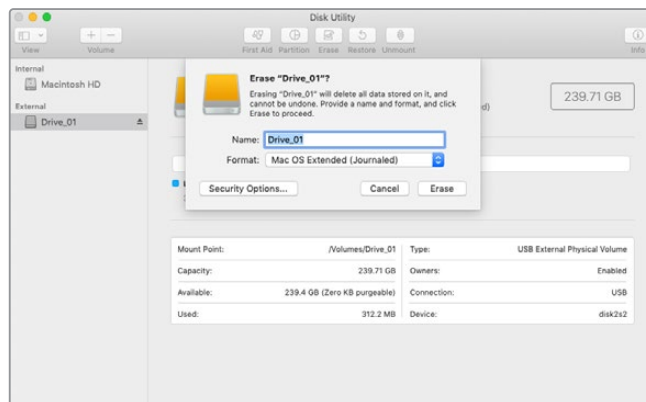 Disk Utility
View
Volume
First Aid Partition Erase Restore Unmount
Info
Internal
Macintosh HD
External
Drive_01
Erase “Drive_01”?
Erasing “Drive_01” will delete all data stored on it, and
cannot be undone. Provide a name and format, and click
Erase to proceed.
Name: Drive_01
Format: Mac OS Extended (Journaled)
Security Options... Cancel Erase
239.71 GB
Mount Point: /Volumes/Drive_01 Type: USB External Physical Volume
Capacity: 239.71 GB Owners: Enabled
Available: 239.4 GB (Zero KB purgeable) Connection: USB
Used: 312.2 MB Device: disk2s2